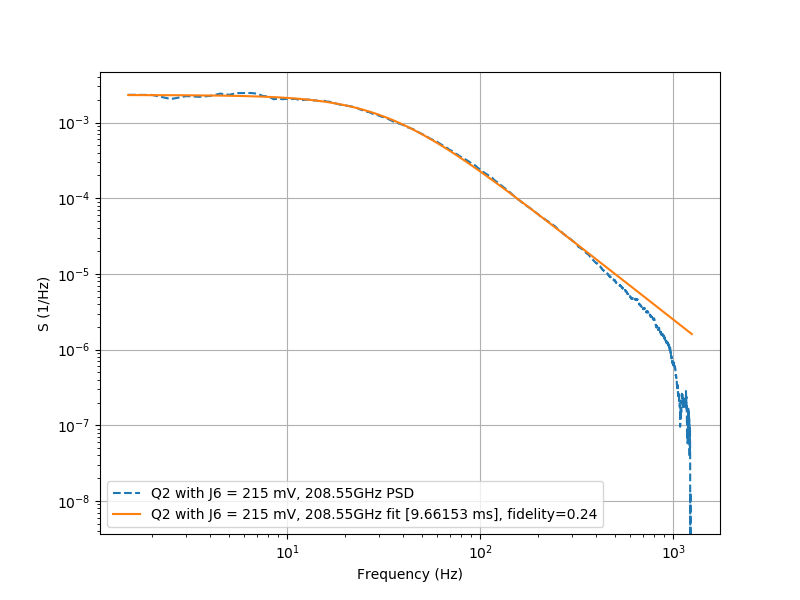 10⁻³
10⁻⁴
10⁻⁵
10⁻⁶
10⁻⁷
10⁻⁸
S (1/Hz)
Q2 with J6 = 215 mV, 208.55GHz PSD
Q2 with J6 = 215 mV, 208.55GHz fit [9.66153 ms], fidelity=0.24
10¹ 10² 10³
Frequency (Hz)